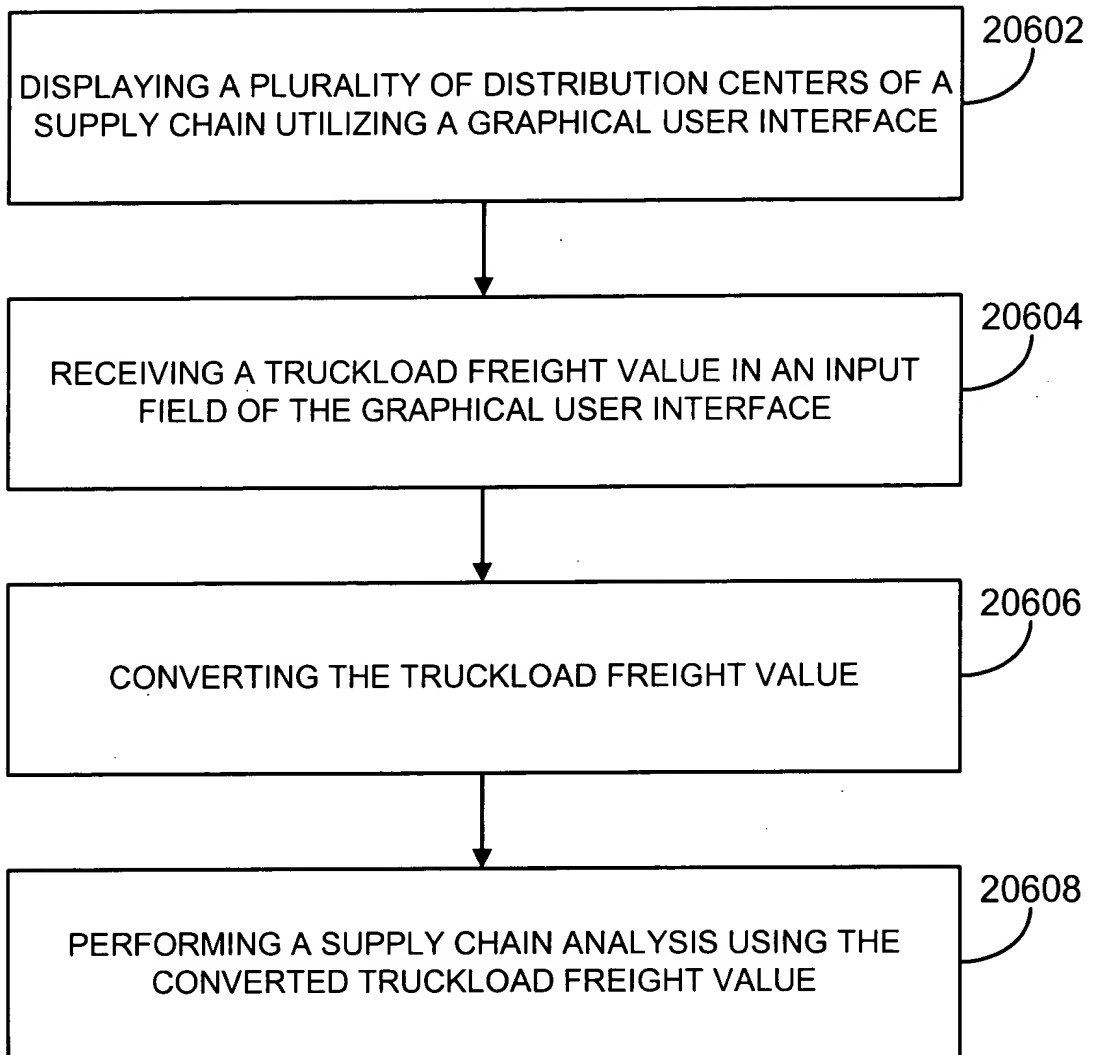 20602
DISPLAYING A PLURALITY OF DISTRIBUTION CENTERS OF A
SUPPLY CHAIN UTILIZING A GRAPHICAL USER INTERFACE
20604
RECEIVING A TRUCKLOAD FREIGHT VALUE IN AN INPUT
FIELD OF THE GRAPHICAL USER INTERFACE
20606
CONVERTING THE TRUCKLOAD FREIGHT VALUE
20608
PERFORMING A SUPPLY CHAIN ANALYSIS USING THE
CONVERTED TRUCKLOAD FREIGHT VALUE